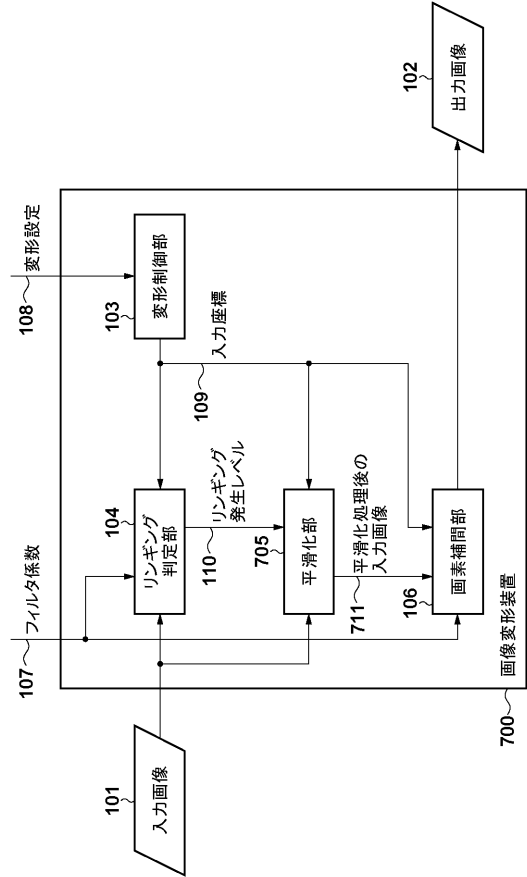 102
出力画像
108
変形設定
103
変形制御部
109
入力座標
107
フィルタ係数
104
リンギング
判定部
110
リンギング
発生レベル
705
平滑化部
711
平滑化処理後の
入力画像
106
画素補間部
101
入力画像
700
画像変形装置